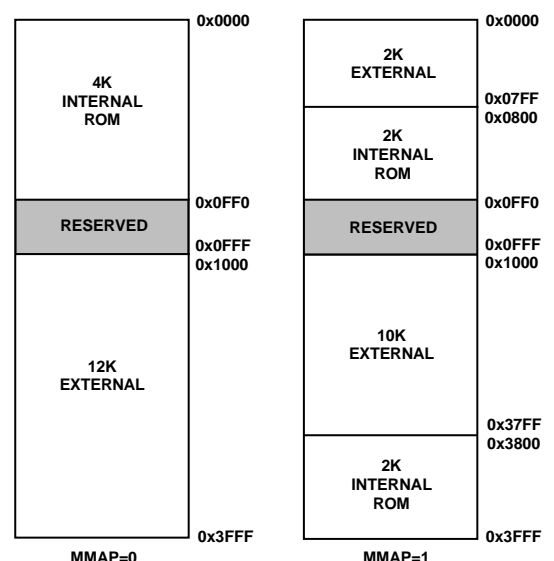 0x0000
4K
INTERNAL
ROM
0x0FF0
RESERVED
0x0FFF
0x1000
12K
EXTERNAL
0x3FFF
MMAP=0
0x0000
2K
EXTERNAL
0x07FF
0x0800
2K
INTERNAL
ROM
0x0FF0
RESERVED
0x0FFF
0x1000
10K
EXTERNAL
0x37FF
0x3800
2K
INTERNAL
ROM
0x3FFF
MMAP=1